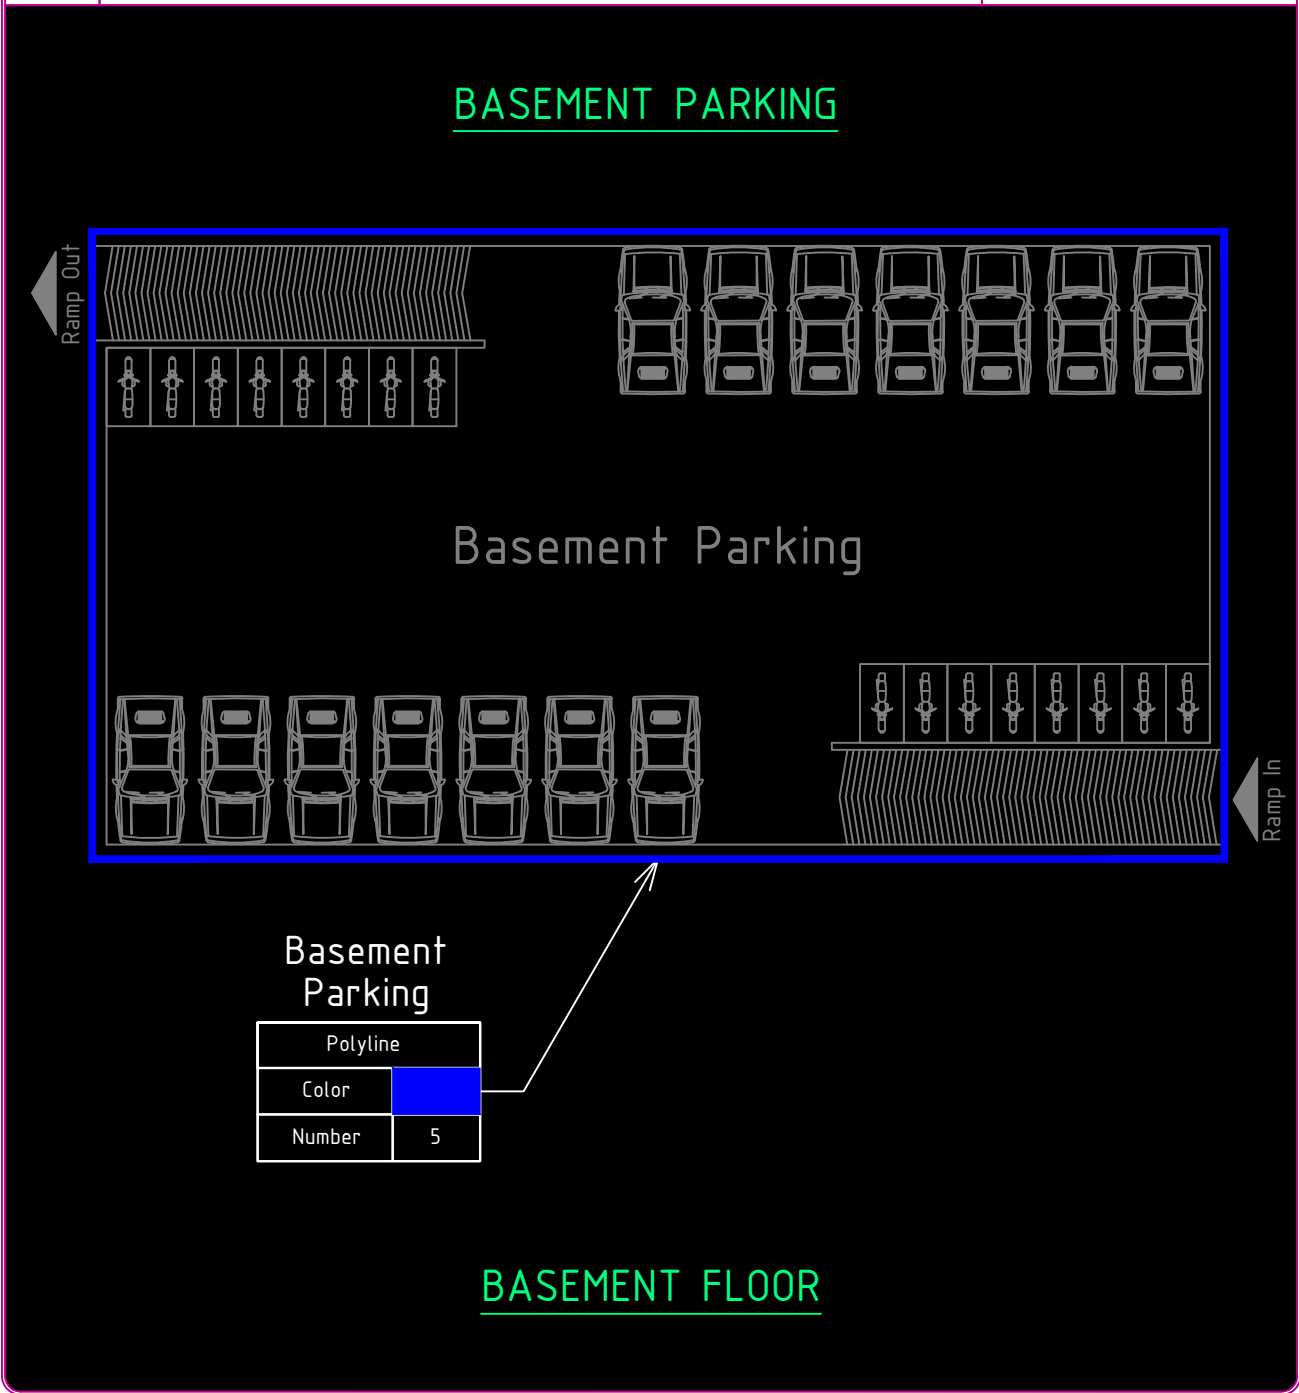 BASEMENT PARKING
Ramp Out
Basement Parking
Ramp In
Basement
Parking
Polyline
Color
Number 5
BASEMENT FLOOR